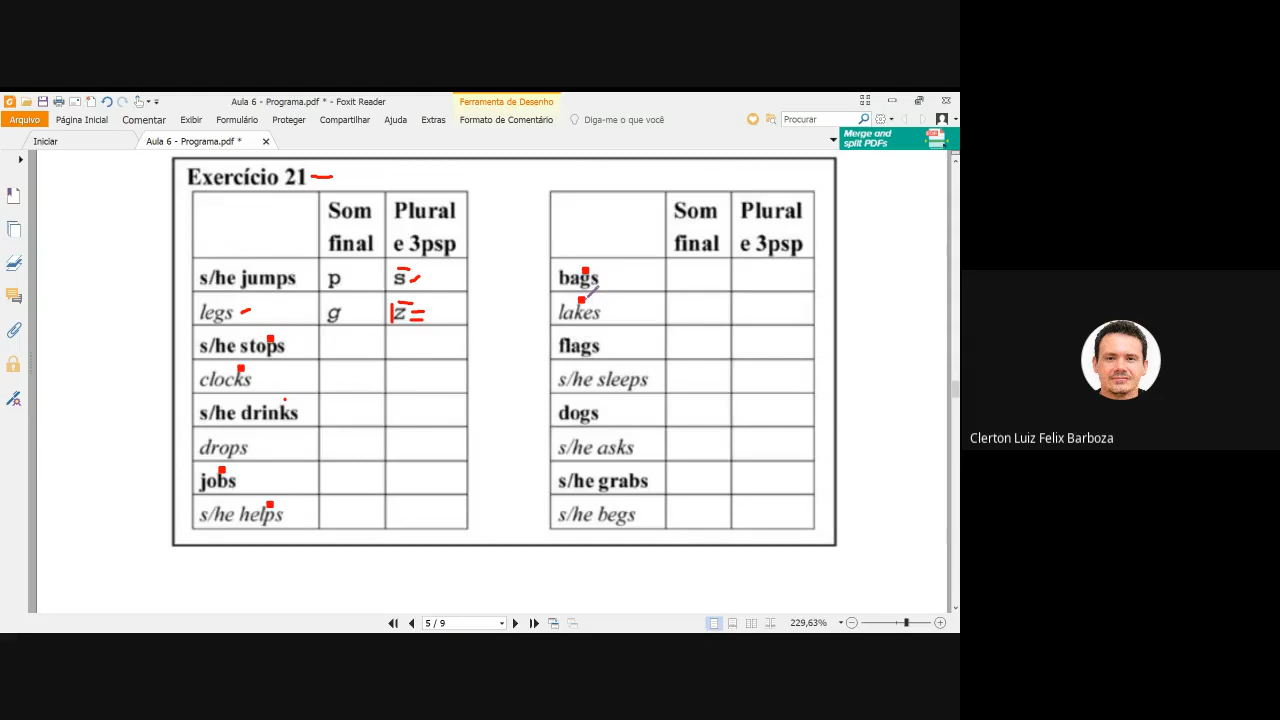 Aula 6 - Programa.pdf * - Foxit Reader
Ferramenta de Desenho
Arquivo Página Inicial Comentar Exibir Formulário Proteger Compartilhar Ajuda Extras Formato de Comentário Diga-me o que você Procurar
Iniciar
Aula 6 - Programa.pdf *
Merge and
split PDFs
Exercício 21
Som
final
Plural
e 3psp
s/he jumps p s
legs g z
s/he stops
clocks
s/he drinks
drops
jobs
s/he helps
Som
final
Plural
e 3psp
bags
lakes
flags
s/he sleeps
dogs
s/he asks
s/he grabs
s/he begs
5 / 9
229,63%
Clerton Luiz Felix Barboza